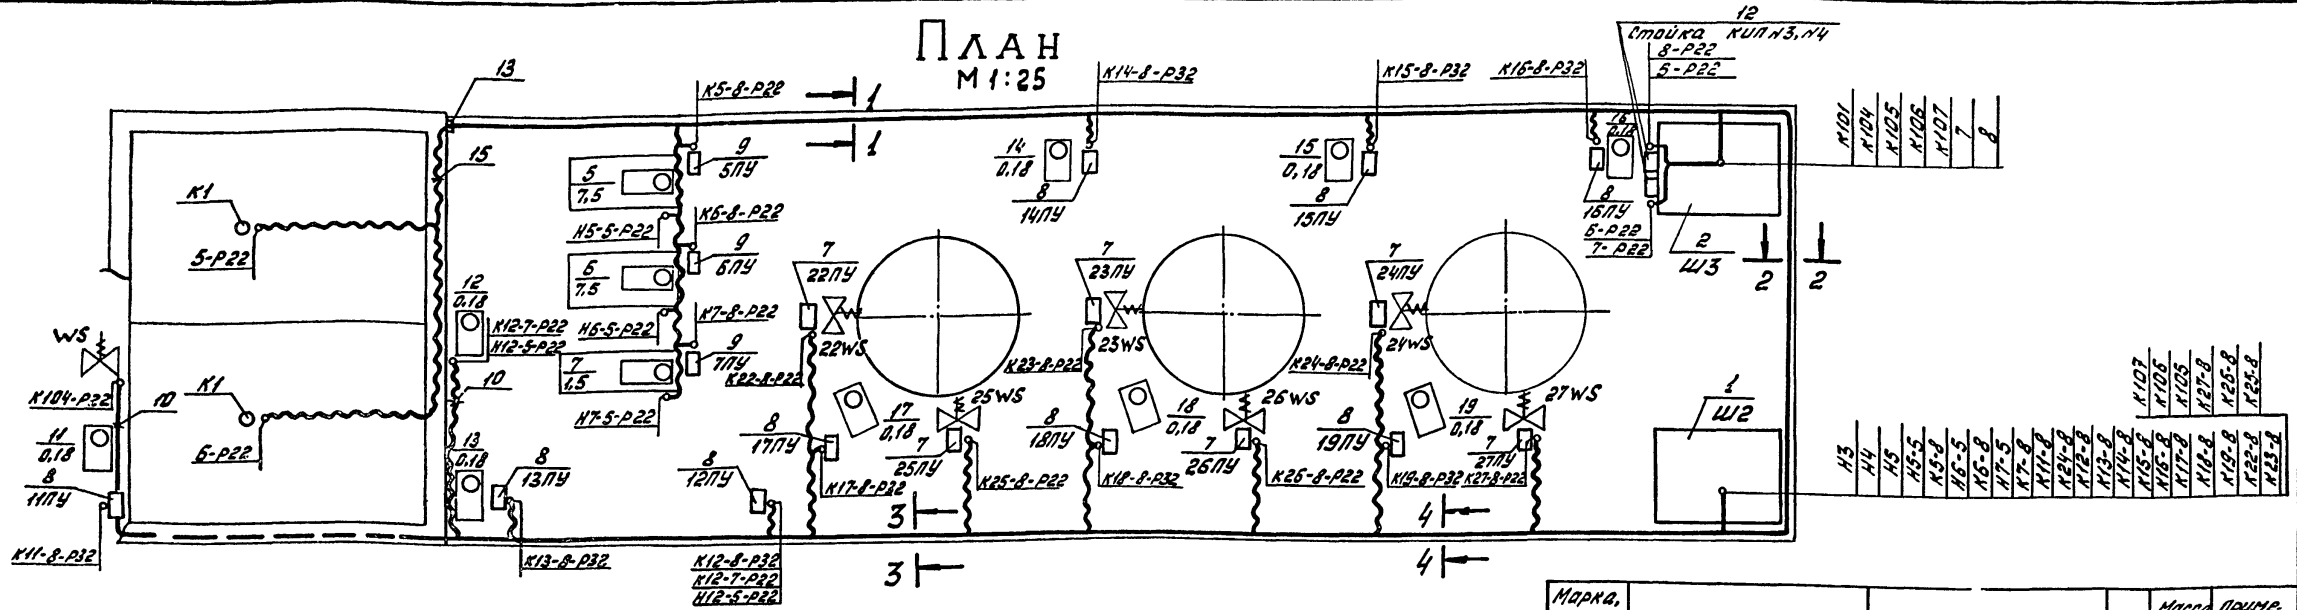 ПЛАН
М 1:25
12
Стойка КИП N3, N4
8-Р22
5-Р22
13
К5-8-Р22
1
1
К14-8-Р32
К15-8-Р32
К16-8-Р32
К101
К104
К105
К106
К107
7
8
15
9
5ПУ
5
7,5
14
0,18
8
14ПУ
15
0,18
8
15ПУ
16
0,18
8
16ПУ
К1
5-Р22
Н5-5-Р22
К6-8-Р22
9
6ПУ
6
7,5
6-Р22
7-Р22
2
Ш3
2
2
7
22ПУ
7
23ПУ
7
24ПУ
12
0,18
К12-7-Р22
Н12-5-Р22
Н6-5-Р22
К7-8-Р22
9
7ПУ
7
1,5
22WS
23WS
24WS
К22-8-Р22
К23-8-Р22
К24-8-Р22
WS
К104-Р22
10
К1
10
Н7-5-Р22
6-Р22
11
0,18
8
11ПУ
К11-8-Р32
13
0,18
8
13ПУ
К13-8-Р32
8
12ПУ
К12-8-Р32
К12-7-Р22
Н12-5-Р22
8
17ПУ
К17-8-Р32
17
0,18
25WS
7
25ПУ
К25-8-Р22
8
18ПУ
К18-8-Р32
18
0,18
26WS
7
26ПУ
К26-8-Р22
8
19ПУ
К19-8-Р32
19
0,18
27WS
7
27ПУ
К27-8-Р22
3
3
4
4
1
Ш2
К107
К106
К105
К27-8
К26-8
К25-8
Н3
Н4
Н5
Н5-5
К5-8
Н6-5
К6-8
Н7-5
К7-8
К11-8
К24-8
К12-8
К13-8
К14-8
К15-8
К16-8
К17-8
К18-8
К19-8
К22-8
К23-8
Марка,
Масса
Прим.